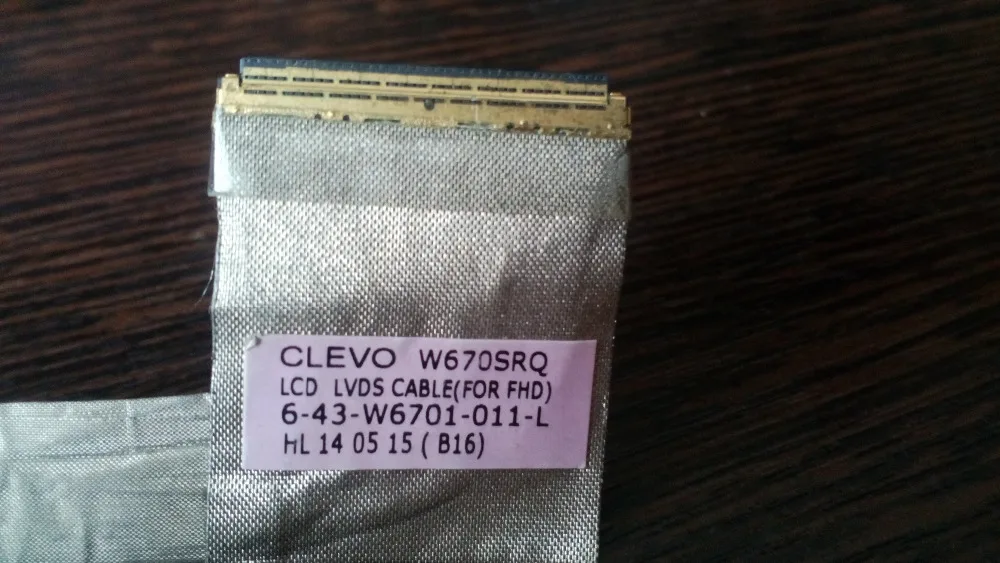 CLEVO W670SRQ
LCD LVDS CABLE(FOR FHD)
6-43-W6701-011-L
HL 14 05 15 ( B16)